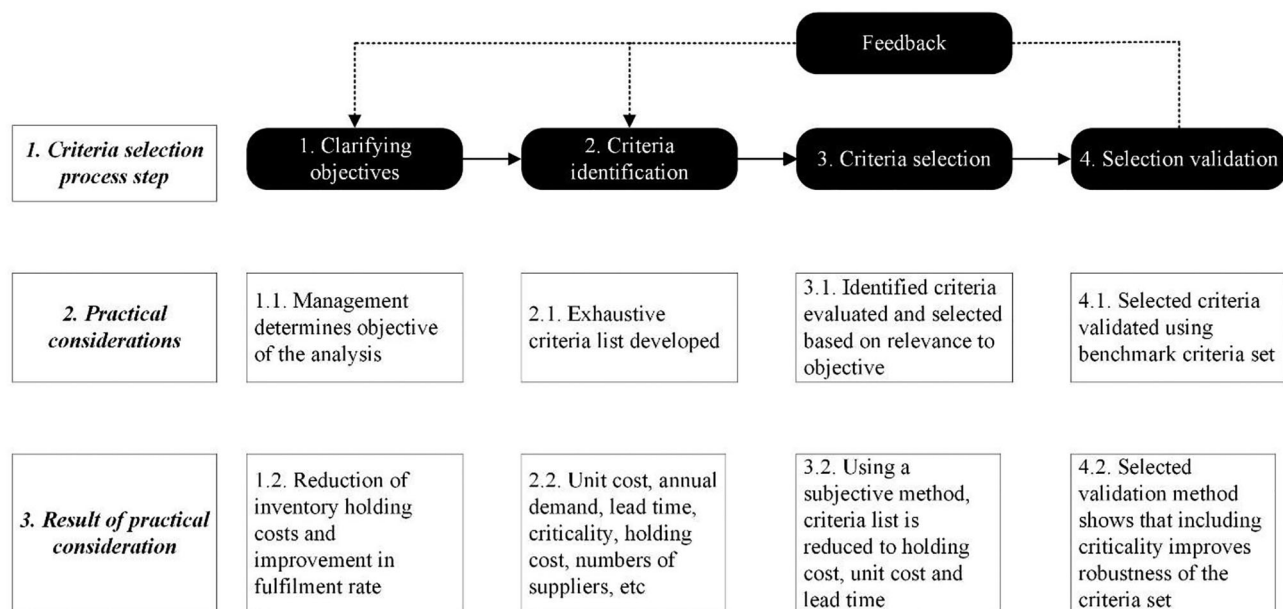 Feedback
1. Criteria selection
process step
1. Clarifying
objectives
2. Criteria
identification
3. Criteria selection
4. Selection validation
2. Practical
considerations
1.1. Management
determines objective
of the analysis
2.1. Exhaustive
criteria list developed
3.1. Identified criteria
evaluated and selected
based on relevance to
objective
4.1. Selected criteria
validated using
benchmark criteria set
3. Result of practical
consideration
1.2. Reduction of
inventory holding
costs and
improvement in
fulfilment rate
2.2. Unit cost, annual
demand, lead time,
criticality, holding
cost, numbers of
suppliers, etc
3.2. Using a
subjective method,
criteria list is
reduced to holding
cost, unit cost and
lead time
4.2. Selected
validation method
shows that including
criticality improves
robustness of the
criteria set